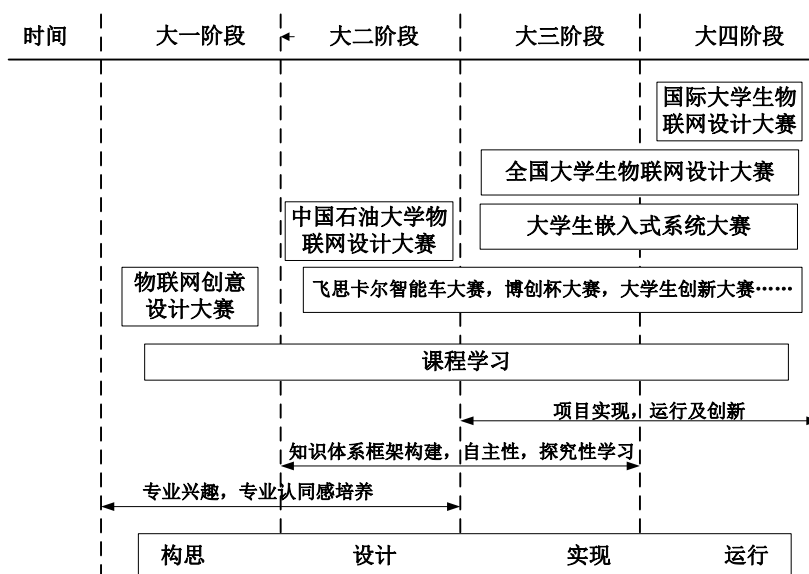 时间 大一阶段 大二阶段 大三阶段 大四阶段
国际大学生物
联网设计大赛
全国大学生物联网设计大赛
中国石油大学物
联网设计大赛
大学生嵌入式系统大赛
物联网创意
设计大赛
飞思卡尔智能车大赛，博创杯大赛，大学生创新大赛……
课程学习
项目实现，运行及创新
知识体系框架构建，自主性，探究性学习
专业兴趣，专业认同感培养
构思 设计 实现 运行